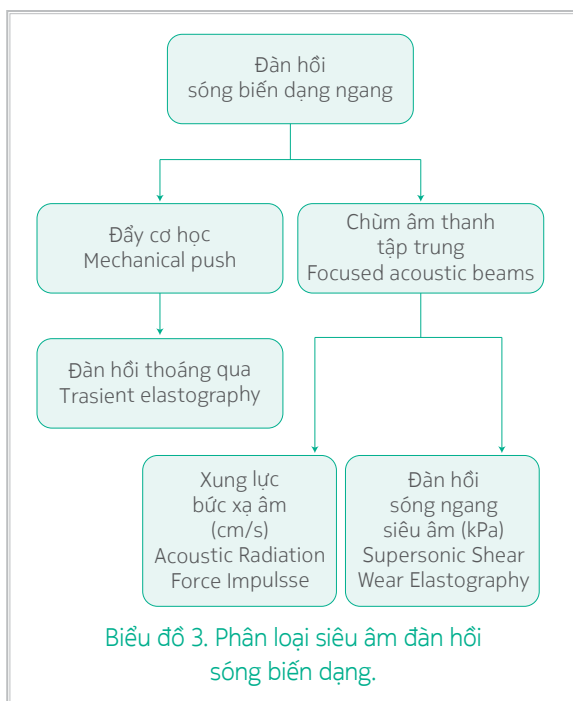 Đàn hồi
sóng biến dạng ngang
Đẩy cơ học
Mechanical push
Chùm âm thanh
tập trung
Focused acoustic beams
Đàn hồi thoáng qua
Trasient elastography
Xung lực
bức xạ âm
(cm/s)
Acoustic Radiation
Force Impulsse
Đàn hồi
sóng ngang
siêu âm (kPa)
Supersonic Shear
Wear Elastography
Biểu đồ 3. Phân loại siêu âm đàn hồi
sóng biến dạng.